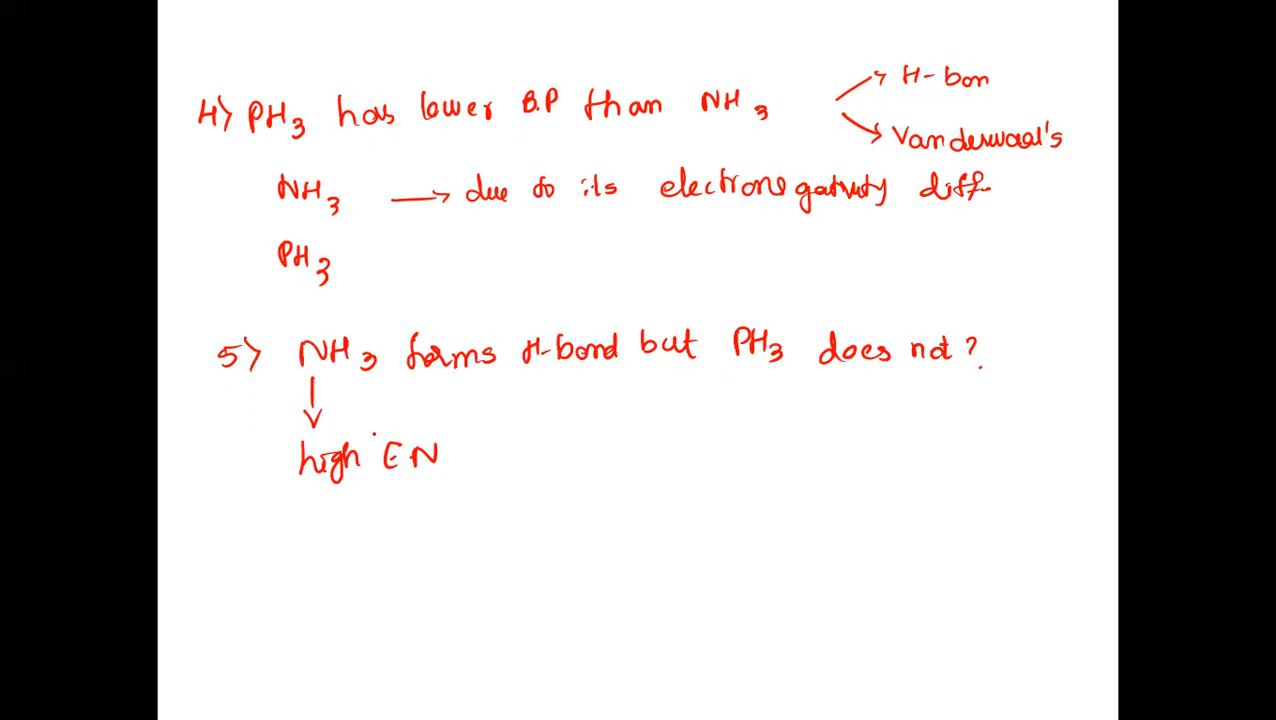 4) PH3 has lower B.P than NH3 → H-bon
→ Vanderwaal's
NH3 → due to its electronegativity diff
PH3
5) NH3 forms H-bond but PH3 does not?
↓
high EN